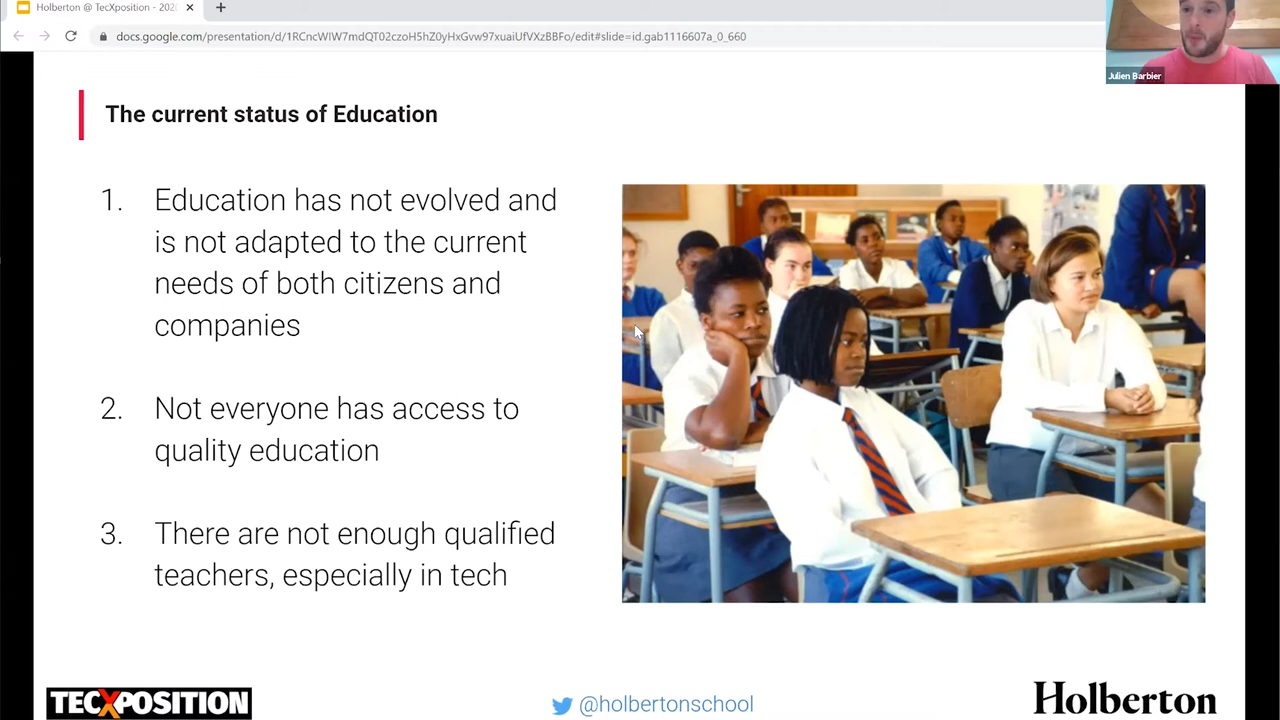 Holberton @ TecXposition - 202
docs.google.com/presentation/d/1RCncWIW7mdQT02czoH5hZ0yHxGvw97xuaiUfVXzBBFo/edit#slide=id.gab1116607a_0_660
Julien Barbier
The current status of Education
1. Education has not evolved and
is not adapted to the current
needs of both citizens and
companies
2. Not everyone has access to
quality education
3. There are not enough qualified
teachers, especially in tech
TECXPOSITION
@holbertonschool
Holberton